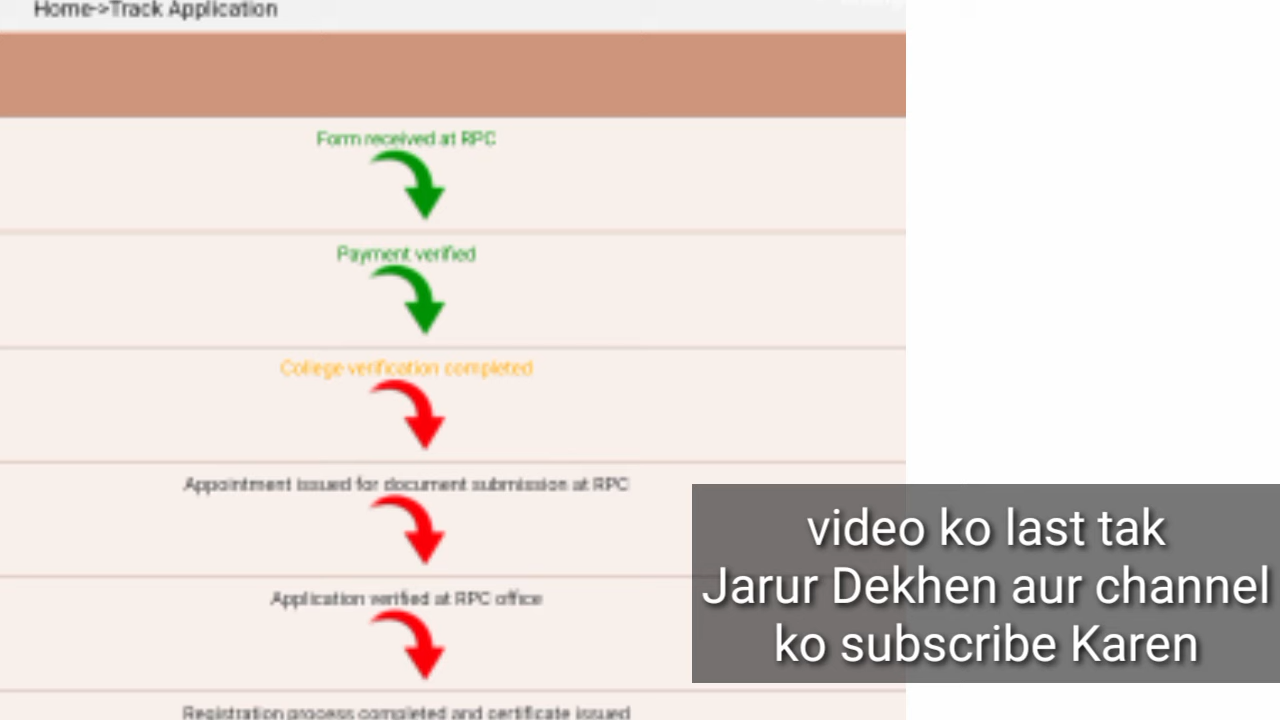 Home->Track Application
Form received at RPC
Payment verified
College verification completed
Appointment issued for document submission at RPC
Application verified at RPC office
Registration process completed and certificate issued
video ko last tak
Jarur Dekhen aur channel
ko subscribe Karen